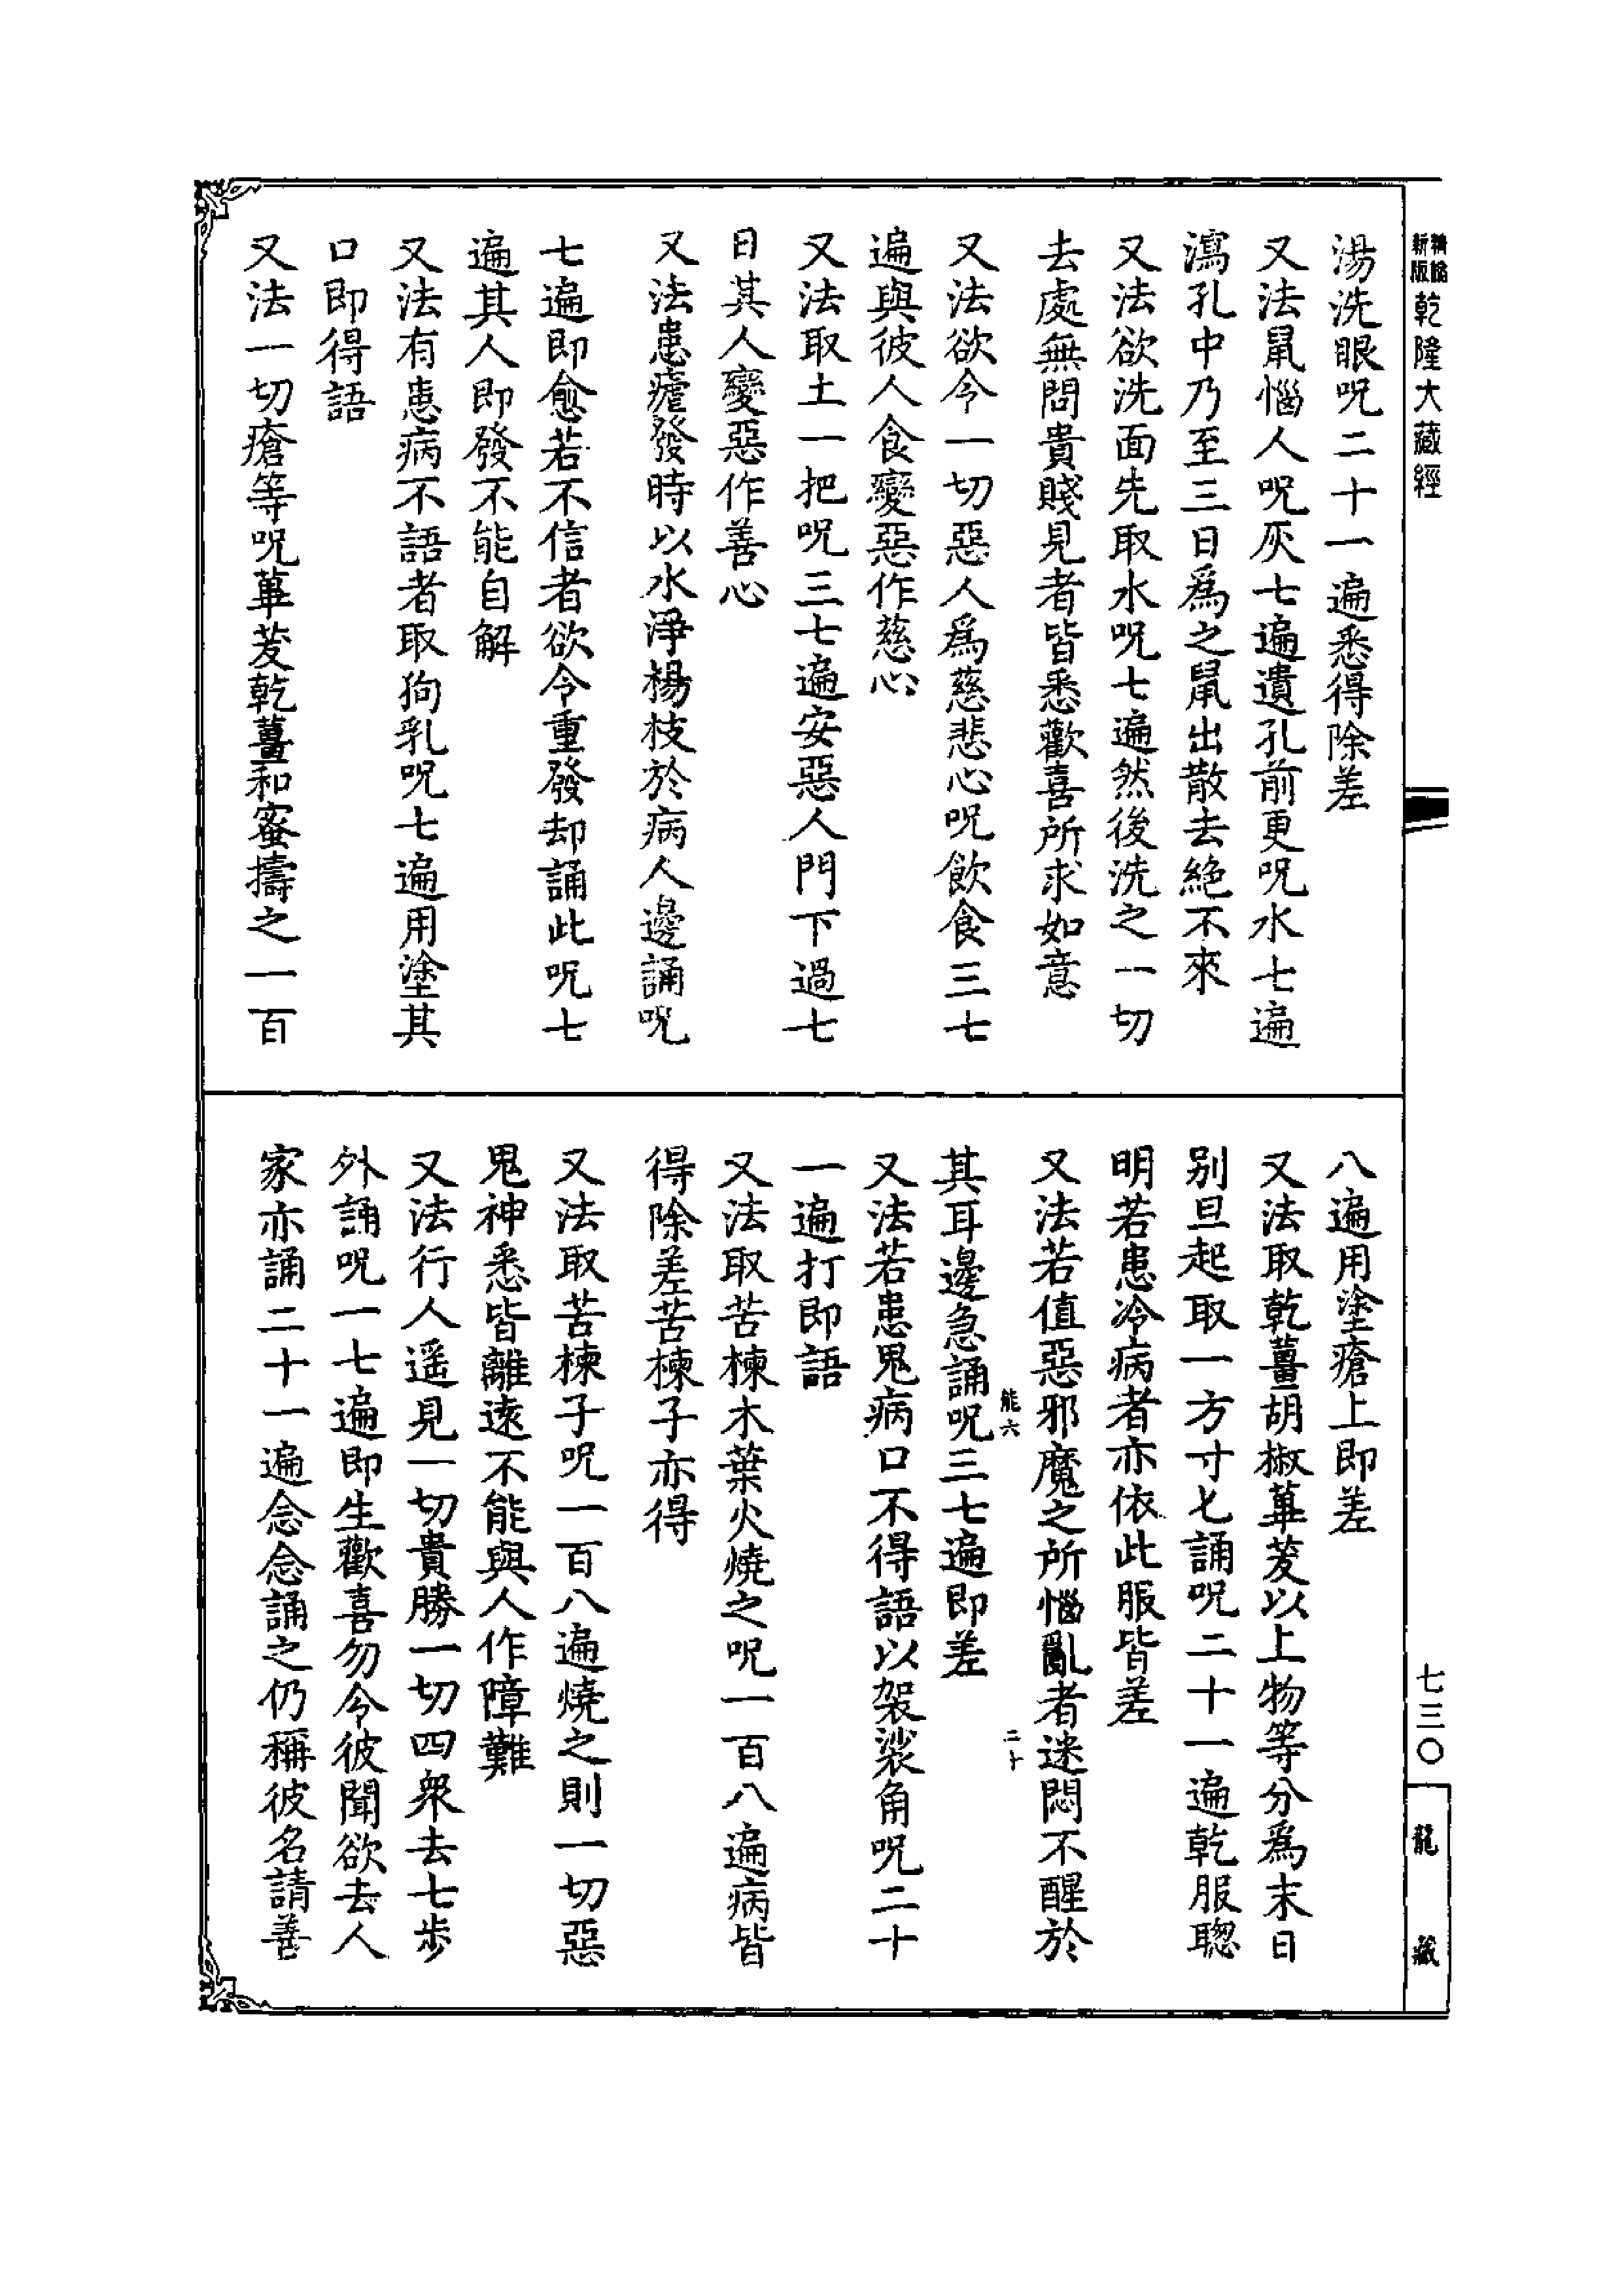 新版
精縮
乾隆大藏經
湯洗眼呪二十一遍悉得除差
又法鼠惱人呪灰七遍遺孔前更呪水七遍
瀉孔中乃至三日爲之鼠出散去絶不來
又法欲洗面先取水呪七遍然後洗之一切
去處無問貴賤見者皆悉歡喜所求如意
又法欲令一切惡人爲慈悲心呪飲食三七
遍與彼人食變惡作慈心
又法取土一把呪三七遍安惡人門下過七
日其人變惡作善心
又法患瘧發時以水淨楊枝於病人邊誦呪
七遍即愈若不信者欲令重發却誦此呪七
遍其人即發不能自解
又法有患病不語者取狗乳呪七遍用塗其
口即得語
又法一切瘡等呪蓽茇乾薑和蜜擣之一百
八遍用塗瘡上即差
又法取乾薑胡椒蓽茇以上物等分爲末日
别旦起取一方寸匕誦呪二十一遍乾服聰
明若患冷病者亦依此服皆差
又法若值惡邪魔之所惱亂者迷悶不醒於
能六
二十
其耳邊急誦呪三七遍即差
又法若患鬼病口不得語以袈裟角呪二十
一遍打即語
又法取苦楝木葉火燒之呪一百八遍病皆
得除差苦楝子亦得
又法取苦楝子呪一百八遍燒之則一切惡
鬼神悉皆離遠不能與人作障難
又法行人遥見一切貴勝一切四衆去七步
外誦呪一七遍即生歡喜勿令彼聞欲去人
家亦誦二十一遍念念誦之仍稱彼名請善
七三〇
龍藏